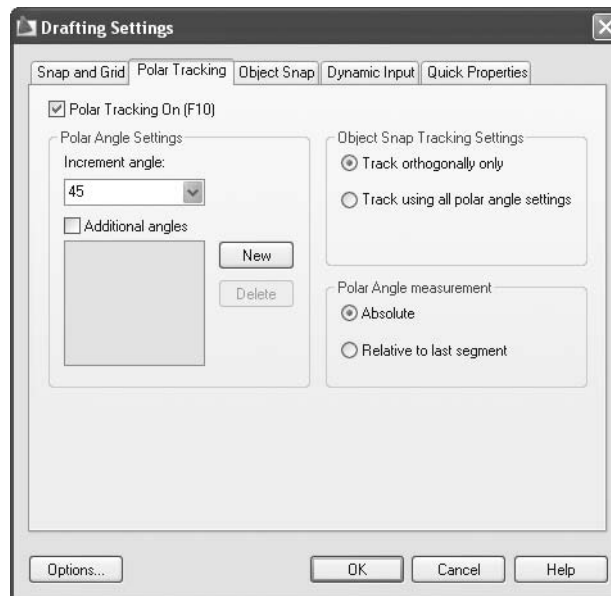 Drafting Settings
Snap and Grid Polar Tracking Object Snap Dynamic Input Quick Properties
Polar Tracking On (F10)
Polar Angle Settings
Increment angle:
45
Additional angles
New
Delete
Object Snap Tracking Settings
Track orthogonally only
Track using all polar angle settings
Polar Angle measurement
Absolute
Relative to last segment
Options... OK Cancel Help